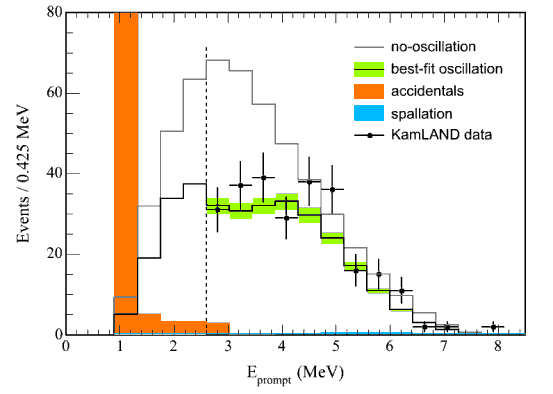 80
60
40
20
0
Events / 0.425 MeV
no-oscillation
best-fit oscillation
accidentals
spallation
KamLAND data
0 1 2 3 4 5 6 7 8
E_prompt (MeV)